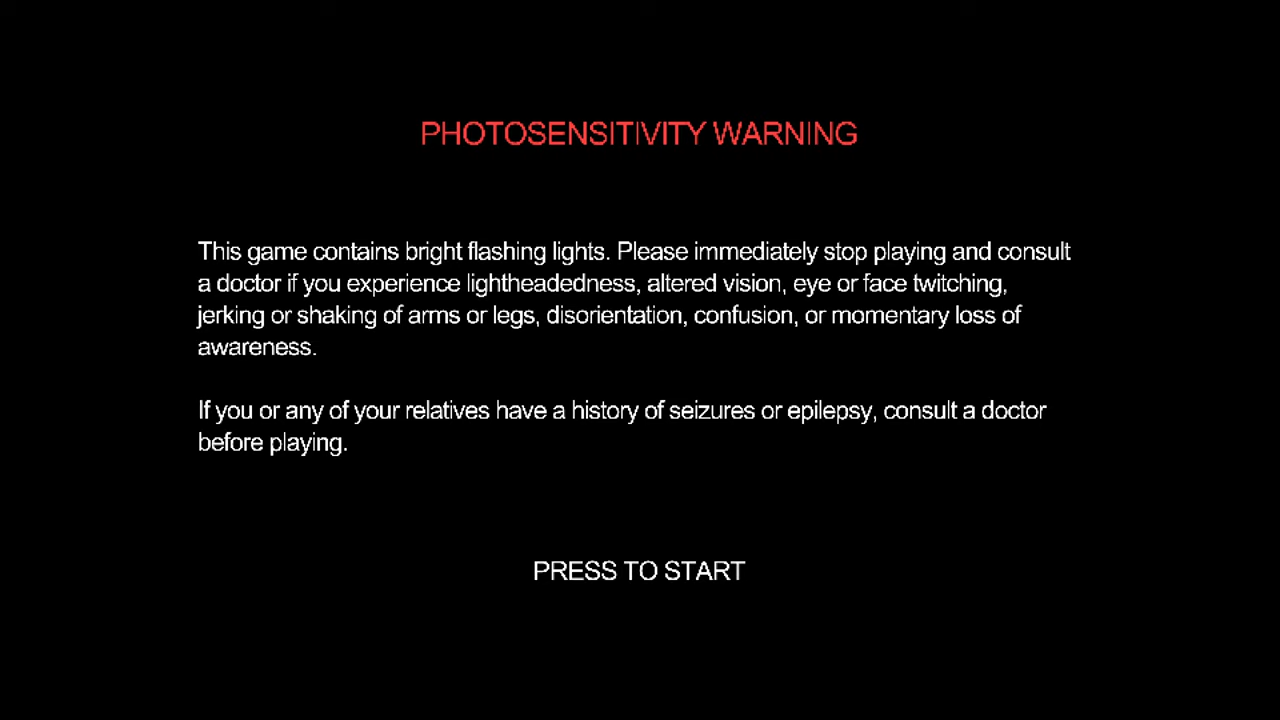 PHOTOSENSITIVITY WARNING
This game contains bright flashing lights. Please immediately stop playing and consult
a doctor if you experience lightheadedness, altered vision, eye or face twitching,
jerking or shaking of arms or legs, disorientation, confusion, or momentary loss of
awareness.
If you or any of your relatives have a history of seizures or epilepsy, consult a doctor
before playing.
PRESS TO START